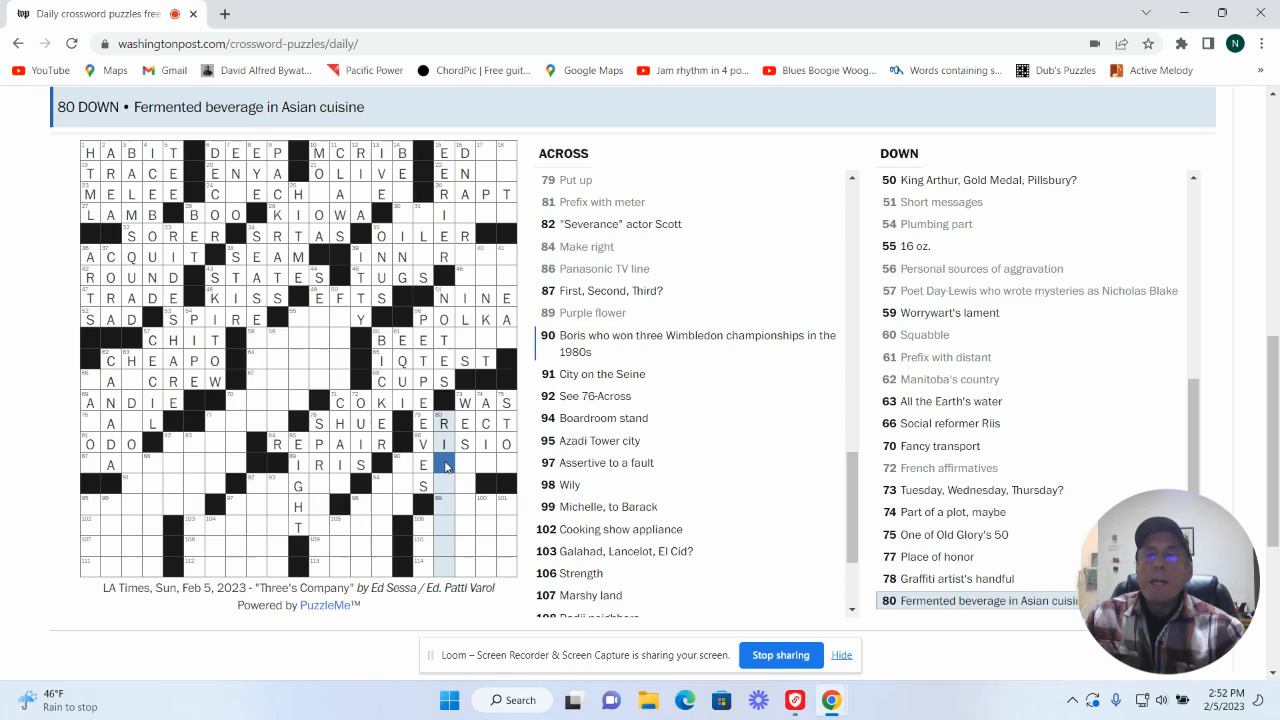 Daily crossword puzzles free
washingtonpost.com/crossword-puzzles/daily/
YouTube Maps Gmail David Alfred Bywat... Pacific Power ChordPic | Free guit... Google Maps Jam rhythm in 4 po... Blues Boogie Woog... Words containing s... Dub's Puzzles Active Melody »
80 DOWN • Fermented beverage in Asian cuisine
H A B I T D E E P M C R I B E D
T R A C E E N Y A O L I V E E N
M E L E E C E C H A E R A P T
L A M B B O O K I O W A I
S O R E R S R T A S O I L E R
A C Q U I T S E A M I N N R
R O U N D S T A T E S T U G S
T R A D E K I S S E F T S N I N E
S A D S P I R E Y P O L K A
C H I T B E E T
C H E A P O I Q T E S T
A C R E W C U P S
A N D I E C O K I E W A S
A L S H U E E R E C T
O D O R E P A I R V I S I O
A I R I S E
G S
T
ACROSS
79 Put up
81 Prefix with meter
82 "Severance" actor Scott
84 Make right
86 Panasonic TV line
87 First, Second, Third?
89 Purple flower
90 Boris who won three Wimbledon championships in the
1980s
91 City on the Seine
92 See 76-Across
94 Boardroom stand
95 Azadi Tower city
97 Assertive to a fault
98 Wily
99 Michelle, to Barack
102 Cooking show appliance
103 Galahad, Lancelot, El Cid?
106 Strength
107 Marshy land
DOWN
50 King Arthur, Gold Medal, Pillsbury?
51 Short messages
54 Plumbing part
55 16 oz.
56 Personal sources of aggravation
57 Poet Day-Lewis who wrote mysteries as Nicholas Blake
59 Worrywart's lament
60 Squabble
61 Prefix with distant
62 Manitoba's country
63 All the Earth's water
66 Social reformer Riis
70 Fancy transport
72 French affirmatives
73 Tuesday, Wednesday, Thursday?
74 Part of a plot, maybe
75 One of Old Glory's 50
77 Place of honor
78 Graffiti artist's handful
80 Fermented beverage in Asian cuisi
LA Times, Sun, Feb 5, 2023 - "Three's Company" by Ed Sessa / Ed. Patti Varol
Powered by PuzzleMe™
Loom – Screen Recorder & Screen Capture is sharing your screen. Stop sharing Hide
46°F
Rain to stop
Search
2:52 PM
2/5/2023